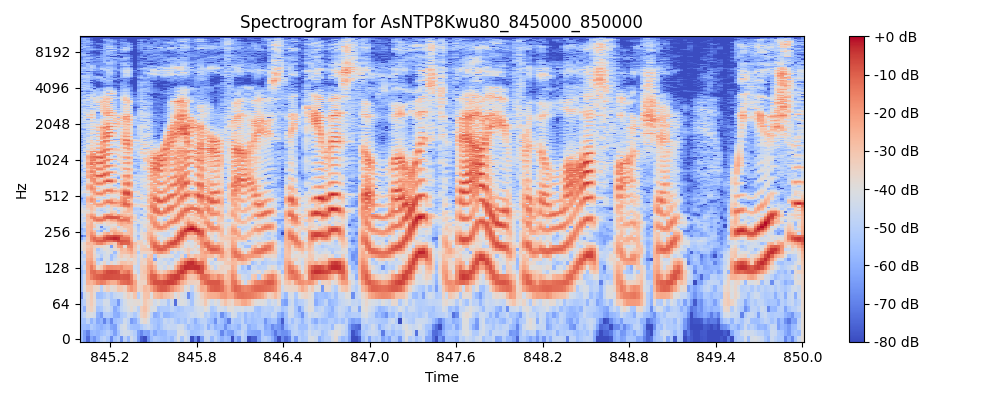 Spectrogram for AsNTP8Kwu80_845000_850000
+0 dB
8192
-10 dB
4096
2048
-20 dB
1024
-30 dB
Hz
512
-40 dB
256
-50 dB
128
-60 dB
64
-70 dB
0
-80 dB
845.2 845.8 846.4 847.0 847.6 848.2 848.8 849.4 850.0
Time